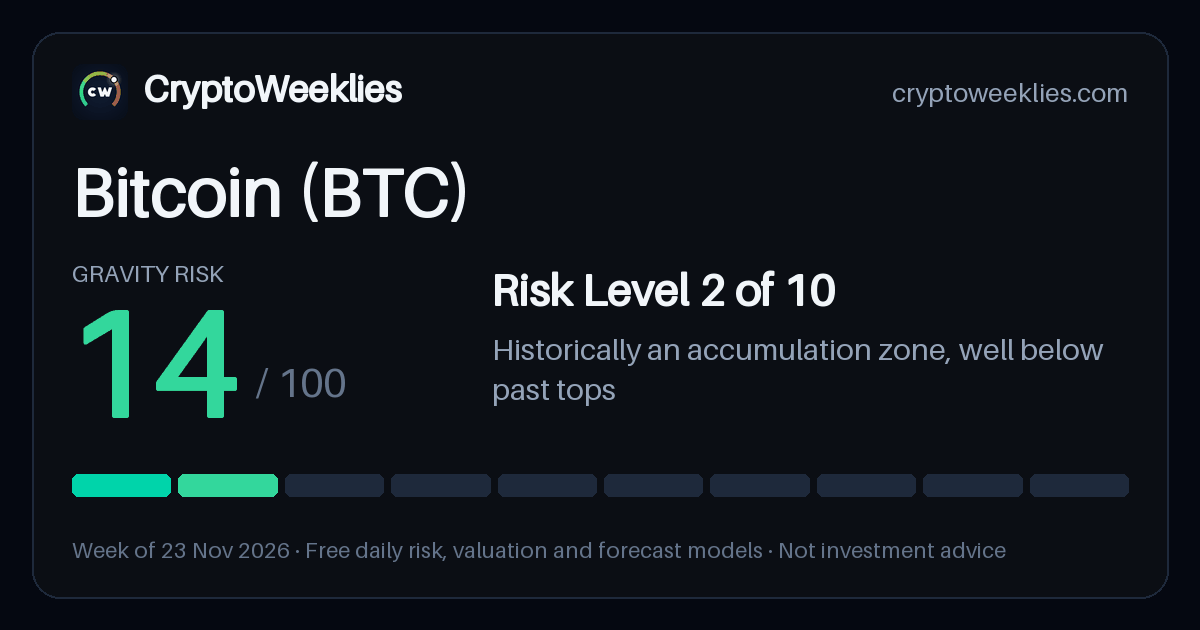 CW
CryptoWeeklies
cryptoweeklies.com
Bitcoin (BTC)
GRAVITY RISK
14 / 100
Risk Level 2 of 10
Historically an accumulation zone, well below
past tops
Week of 23 Nov 2026 · Free daily risk, valuation and forecast models · Not investment advice